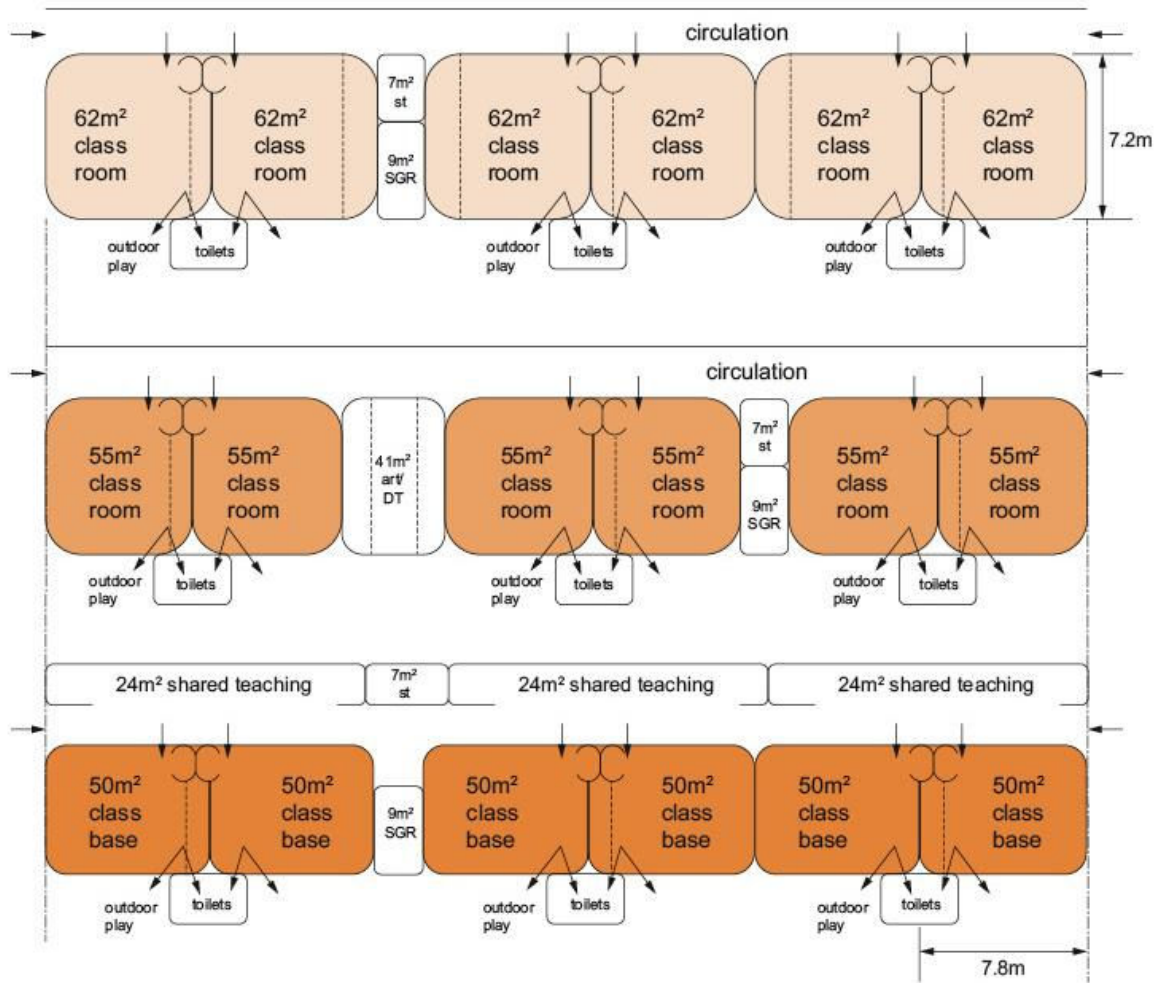 circulation
62m²
class
room
62m²
class
room
7m²
st
9m²
SGR
62m²
class
room
62m²
class
room
62m²
class
room
62m²
class
room
7.2m
outdoor
play
toilets
outdoor
play
toilets
outdoor
play
toilets
circulation
55m²
class
room
55m²
class
room
41m²
art/
DT
55m²
class
room
55m²
class
room
7m²
st
9m²
SGR
55m²
class
room
55m²
class
room
outdoor
play
toilets
outdoor
play
toilets
outdoor
play
toilets
24m² shared teaching
7m²
st
24m² shared teaching
24m² shared teaching
50m²
class
base
50m²
class
base
9m²
SGR
50m²
class
base
50m²
class
base
50m²
class
base
50m²
class
base
outdoor
play
toilets
outdoor
play
toilets
outdoor
play
toilets
7.8m